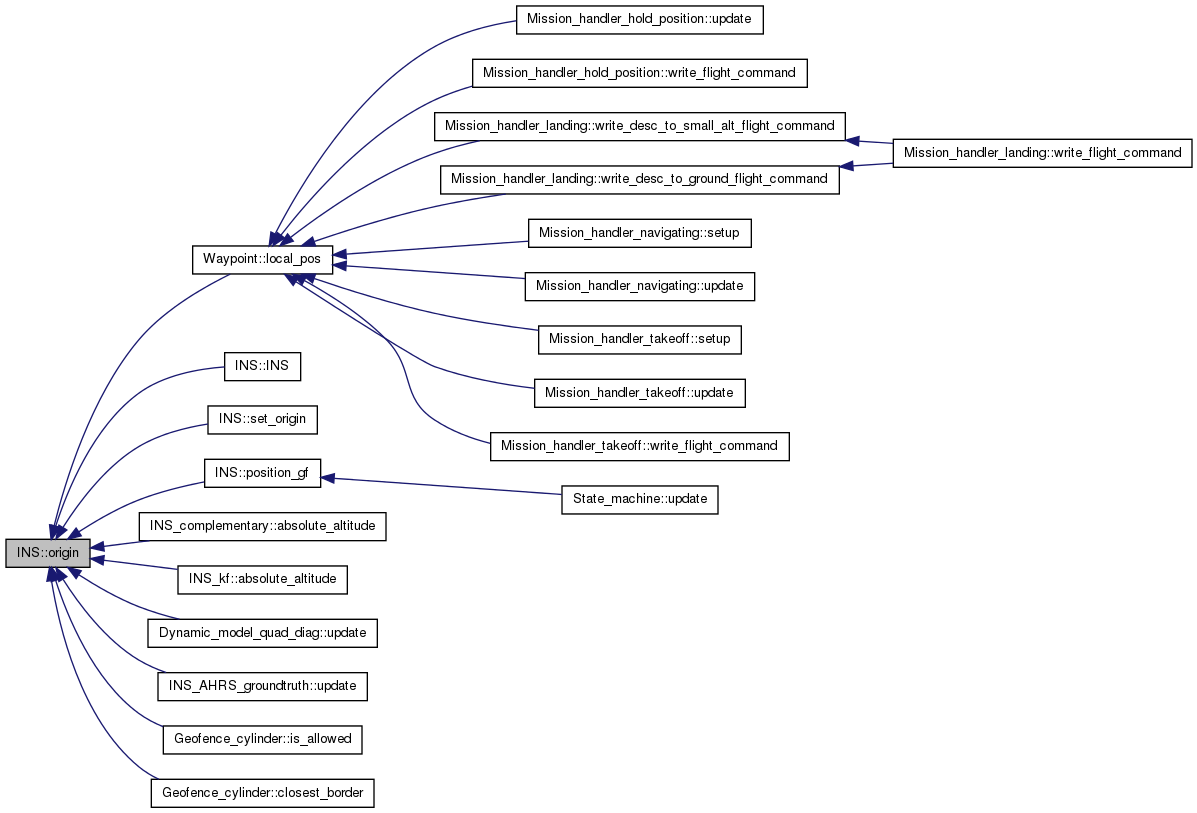 Mission_handler_hold_position::update
Mission_handler_hold_position::write_flight_command
Mission_handler_landing::write_desc_to_small_alt_flight_command
Mission_handler_landing::write_flight_command
Mission_handler_landing::write_desc_to_ground_flight_command
Mission_handler_navigating::setup
Waypoint::local_pos
Mission_handler_navigating::update
Mission_handler_takeoff::setup
INS::INS
Mission_handler_takeoff::update
INS::set_origin
Mission_handler_takeoff::write_flight_command
INS::position_gf
State_machine::update
INS_complementary::absolute_altitude
INS::origin
INS_kf::absolute_altitude
Dynamic_model_quad_diag::update
INS_AHRS_groundtruth::update
Geofence_cylinder::is_allowed
Geofence_cylinder::closest_border